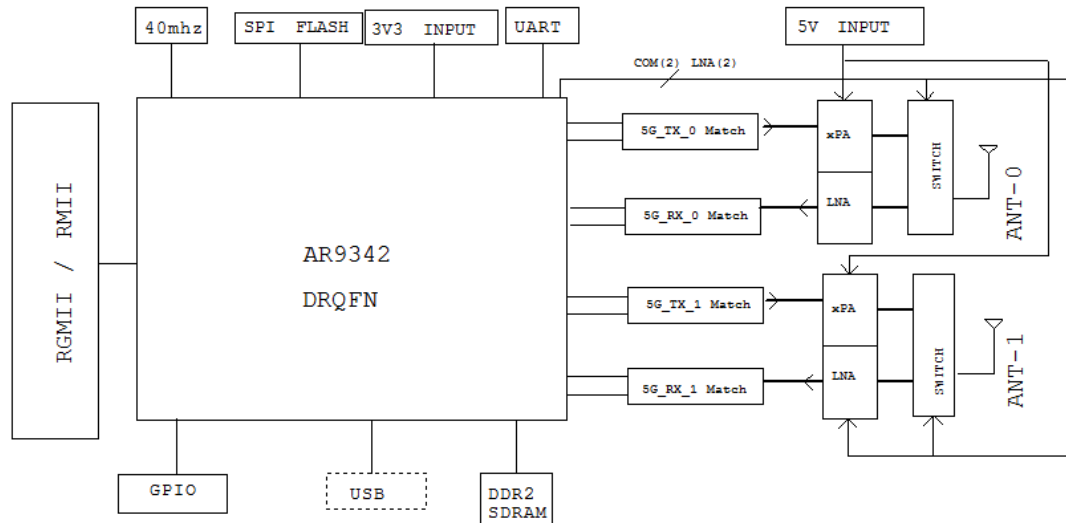 40mhz
SPI FLASH
3V3 INPUT
UART
5V INPUT
COM(2) LNA(2)
RGMII / RMII
AR9342
DRQFN
5G_TX_0 Match
xPA
LNA
SWITCH
ANT-0
5G_RX_0 Match
5G_TX_1 Match
xPA
LNA
SWITCH
ANT-1
5G_RX_1 Match
GPIO
USB
DDR2
SDRAM